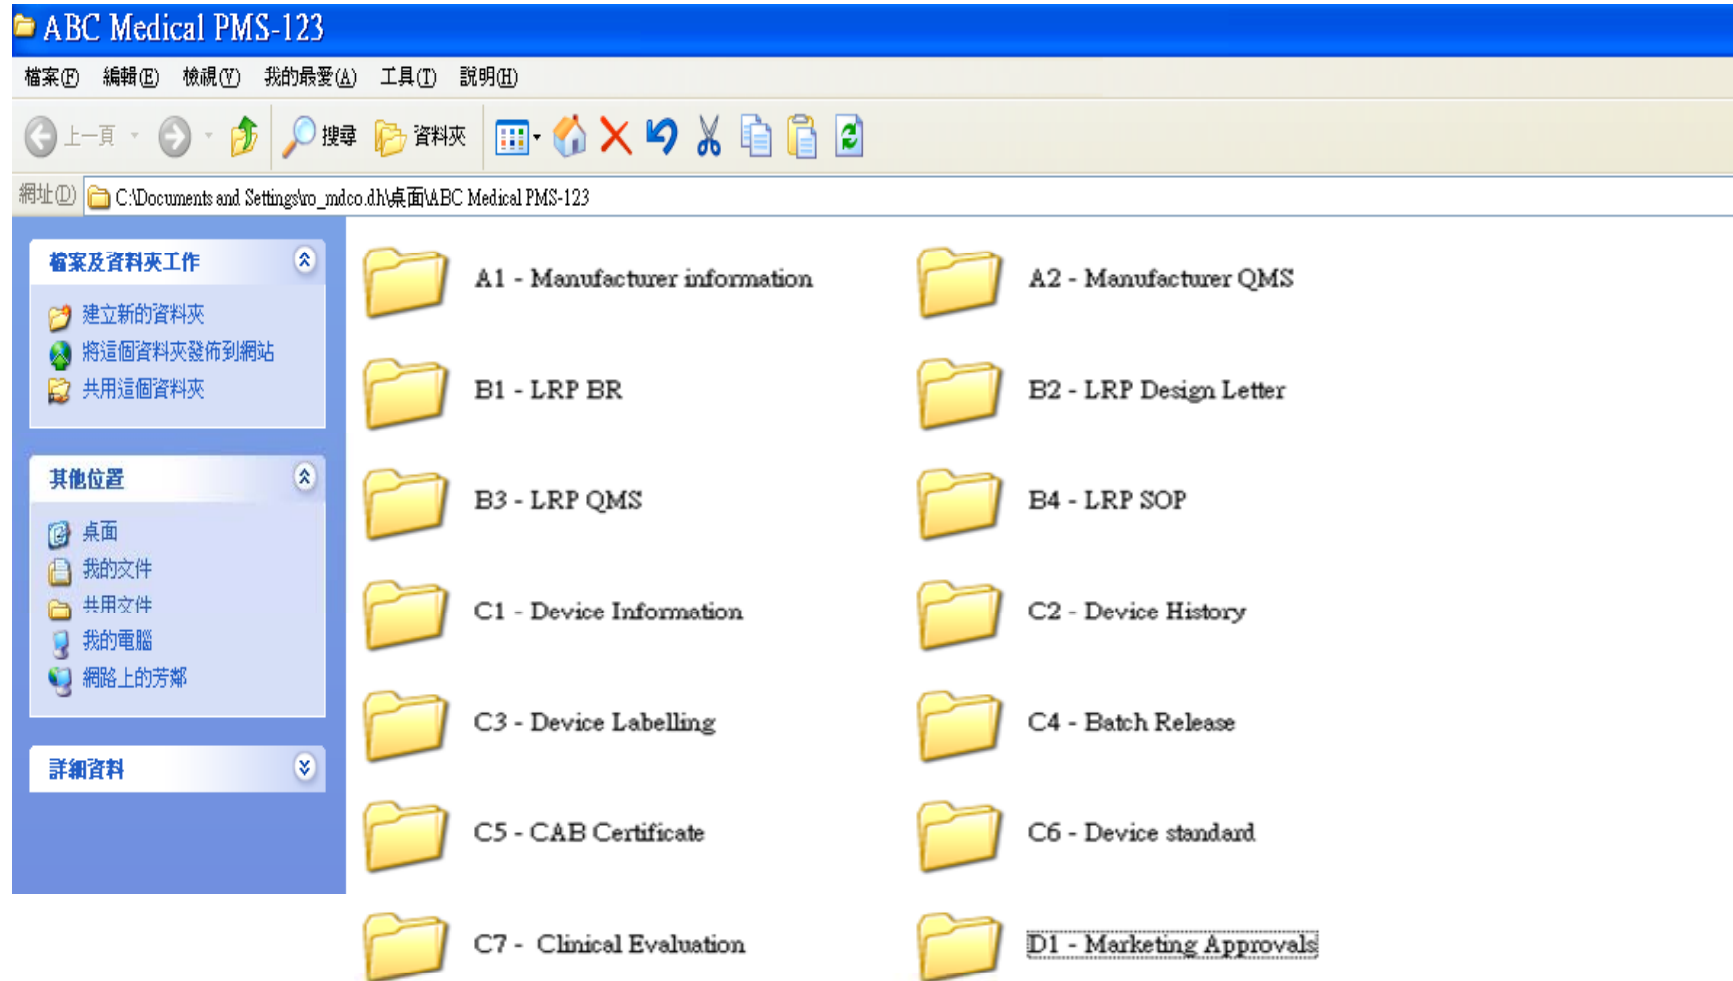 ABC Medical PMS-123
檔案(F) 編輯(E) 檢視(V) 我的最愛(A) 工具(T) 說明(H)
上一頁 搜尋 資料夾
網址(D) C:\Documents and Settings\ro_mdco.dh\桌面\ABC Medical PMS-123
檔案及資料夾工作
建立新的資料夾
將這個資料夾發佈到網站
共用這個資料夾
其他位置
桌面
我的文件
共用文件
我的電腦
網路上的芳鄰
詳細資料
A1 - Manufacturer information
A2 - Manufacturer QMS
B1 - LRP BR
B2 - LRP Design Letter
B3 - LRP QMS
B4 - LRP SOP
C1 - Device Information
C2 - Device History
C3 - Device Labelling
C4 - Batch Release
C5 - CAB Certificate
C6 - Device standard
C7 - Clinical Evaluation
D1 - Marketing Approvals